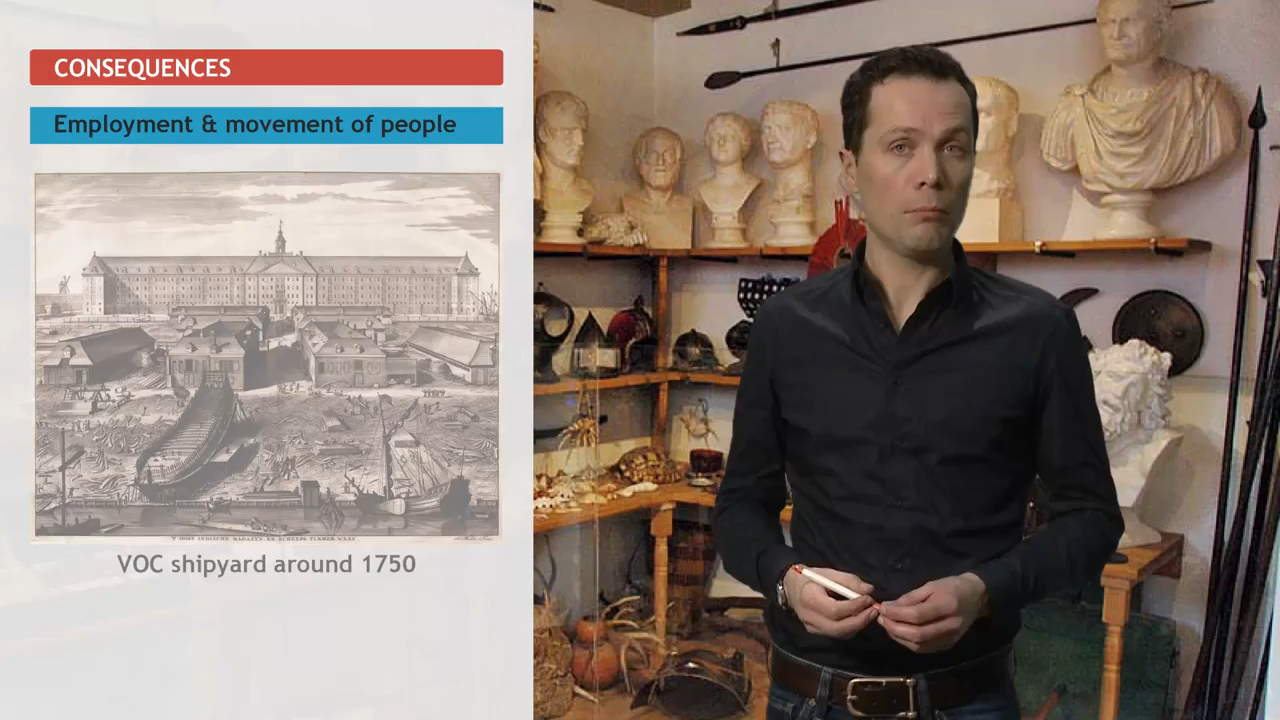 CONSEQUENCES
Employment & movement of people
VOC shipyard around 1750